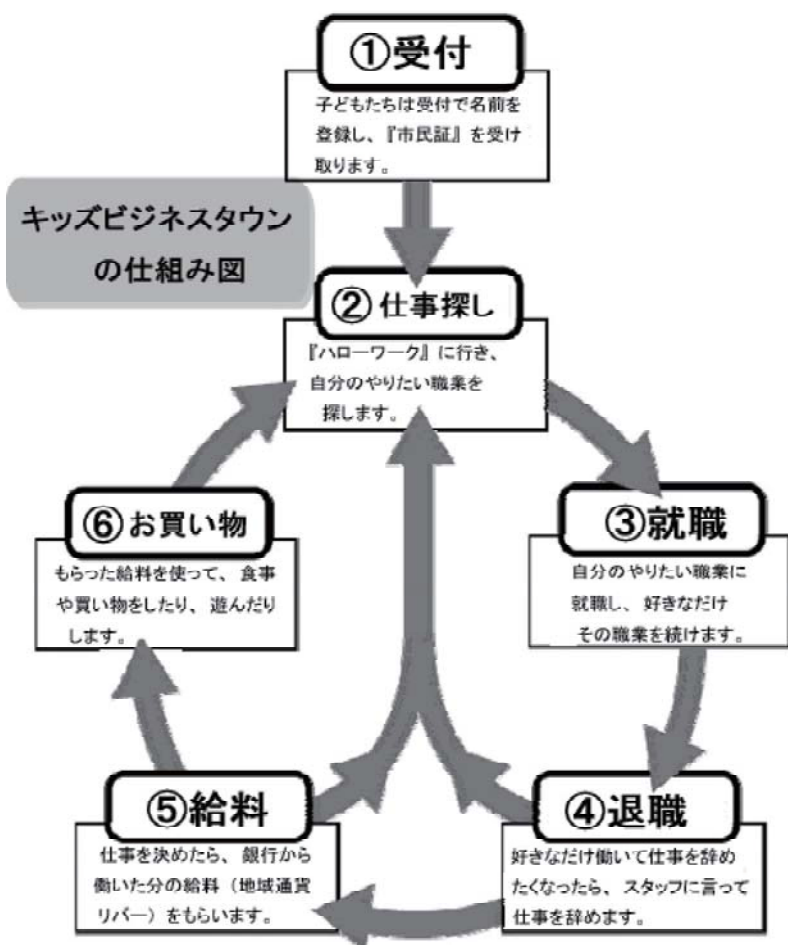 ①受付
子どもたちは受付で名前を
登録し、『市民証』を受け
取ります。
キッズビジネスタウン
の仕組み図
②仕事探し
『ハローワーク』に行き、
自分のやりたい職業を
探します。
③就職
自分のやりたい職業に
就職し、好きなだけ
その職業を続けます。
④退職
好きなだけ働いて仕事を辞め
たくなったら、スタッフに言って
仕事を辞めます。
⑤給料
仕事を決めたら、銀行から
働いた分の給料（地域通貨
リバー）をもらいます。
⑥お買い物
もらった給料を使って、食事
や買い物をしたり、遊んだり
します。